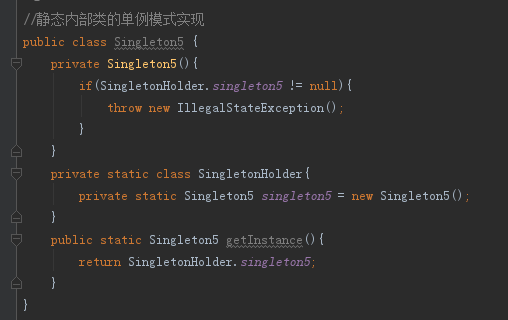 //静态内部类的单例模式实现
public class Singleton5 {
private Singleton5(){
if(SingletonHolder.singleton5 != null){
throw new IllegalStateException();
}
}
private static class SingletonHolder{
private static Singleton5 singleton5 = new Singleton5();
}
public static Singleton5 getInstance(){
return SingletonHolder.singleton5;
}
}